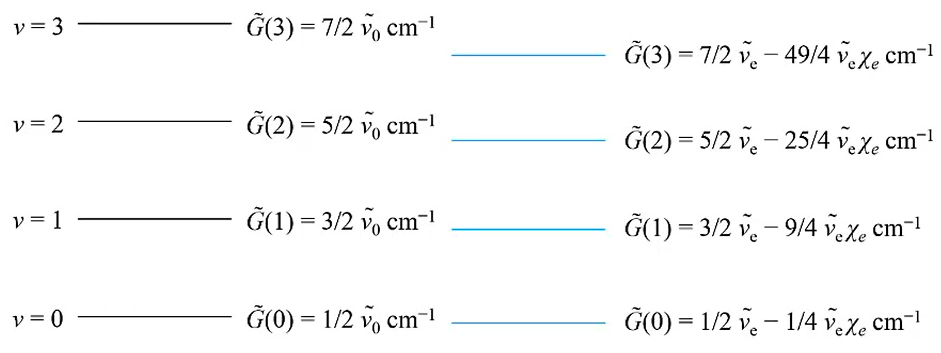 v = 3 G̃(3) = 7/2 ṽ₀ cm⁻¹
G̃(3) = 7/2 ṽₑ − 49/4 ṽₑχₑ cm⁻¹
v = 2 G̃(2) = 5/2 ṽ₀ cm⁻¹
G̃(2) = 5/2 ṽₑ − 25/4 ṽₑχₑ cm⁻¹
v = 1 G̃(1) = 3/2 ṽ₀ cm⁻¹
G̃(1) = 3/2 ṽₑ − 9/4 ṽₑχₑ cm⁻¹
v = 0 G̃(0) = 1/2 ṽ₀ cm⁻¹
G̃(0) = 1/2 ṽₑ − 1/4 ṽₑχₑ cm⁻¹